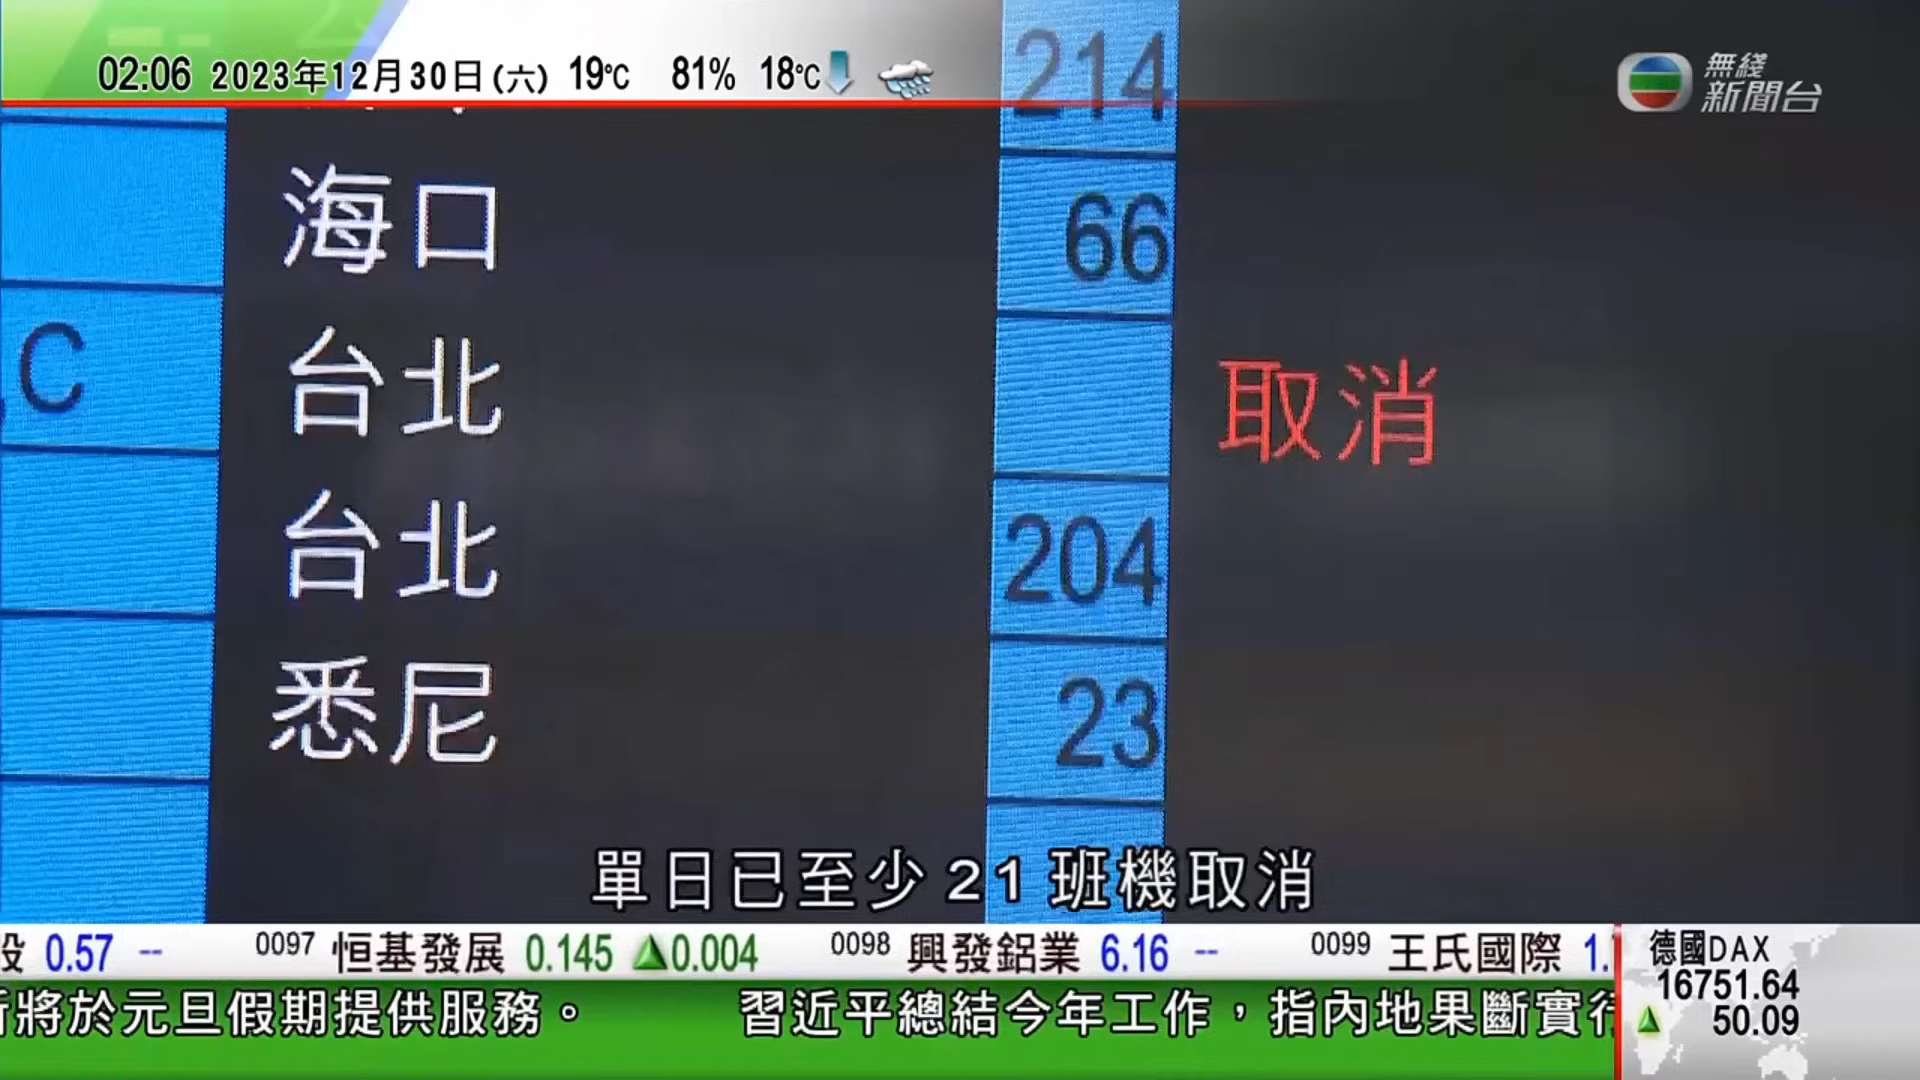 02:06 2023年12月30日(六) 19℃ 81% 18℃
無綫
新聞台
214
海口 66
C 台北 取消
台北 204
悉尼 23
單日已至少21班機取消
0.57 -- 0097 恒基發展 0.145 ▲0.004 0098 興發鋁業 6.16 -- 0099 王氏國際 1.
德國DAX
16751.64
▲ 50.09
將於元旦假期提供服務。 習近平總結今年工作，指內地果斷實行